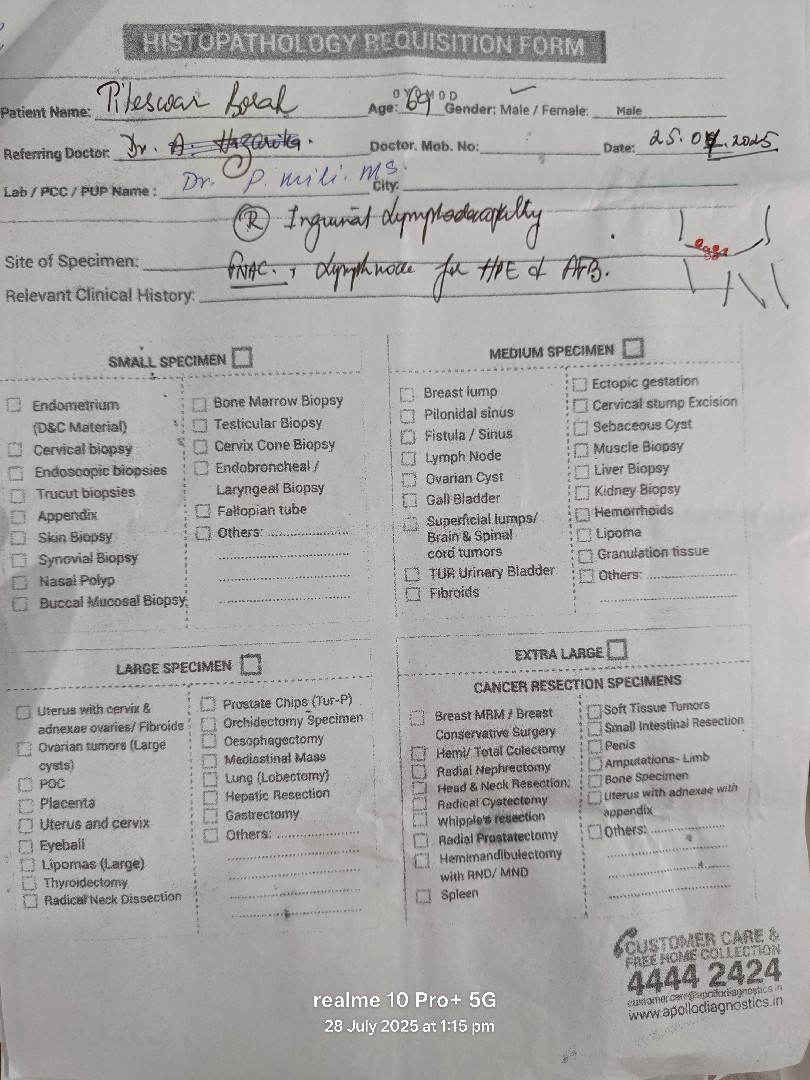 HISTOPATHOLOGY REQUISITION FORM
Patient Name: Piteswar Borah Age: 69 Y M O D Gender: Male / Female: Male
Referring Doctor: Dr. A. Hazarika. Doctor. Mob. No: Date: 25.07.2025
Lab / PCC / PUP Name: Dr. P. Mili. MS. City:
(R) Inguinal Lymphadenopathy
Site of Specimen: FNAC. + Lymphnode for HPE & AFB.
Relevant Clinical History:
SMALL SPECIMEN
Endometrium
(D&C Material)
Cervical biopsy
Endoscopic biopsies
Trucut biopsies
Appendix
Skin Biopsy
Synovial Biopsy
Nasal Polyp
Buccal Mucosal Biopsy
Bone Marrow Biopsy
Testicular Biopsy
Cervix Cone Biopsy
Endobroncheal /
Laryngeal Biopsy
Fallopian tube
Others:
MEDIUM SPECIMEN
Breast lump
Pilonidal sinus
Fistula / Sinus
Lymph Node
Ovarian Cyst
Gall Bladder
Superficial lumps/
Brain & Spinal
cord tumors
TUR Urinary Bladder
Fibroids
Ectopic gestation
Cervical stump Excision
Sebaceous Cyst
Muscle Biopsy
Liver Biopsy
Kidney Biopsy
Hemorrhoids
Lipoma
Granulation tissue
Others:
LARGE SPECIMEN
Uterus with cervix &
adnexae ovaries/ Fibroids
Ovarian tumors (Large
cysts)
POC
Placenta
Uterus and cervix
Eyeball
Lipomas (Large)
Thyroidectomy
Radical Neck Dissection
Prostate Chips (Tur-P)
Orchidectomy Specimen
Oesophagectomy
Mediastinal Mass
Lung (Lobectomy)
Hepatic Resection
Gastrectomy
Others:
EXTRA LARGE
CANCER RESECTION SPECIMENS
Breast MRM / Breast
Conservative Surgery
Hemi/ Total Colectomy
Radial Nephrectomy
Head & Neck Resection:
Radical Cystectomy
Whipple's resection
Radial Prostatectomy
Hemimandibulectomy
with RND/ MND
Spleen
Soft Tissue Tumors
Small Intestinal Resection
Penis
Amputations- Limb
Bone Specimen
Uterus with adnexae with
appendix
Others:
CUSTOMER CARE &
FREE HOME COLLECTION
4444 2424
customer.care@apollodiagnostics.in
www.apollodiagnostics.in
realme 10 Pro+ 5G
28 July 2025 at 1:15 pm